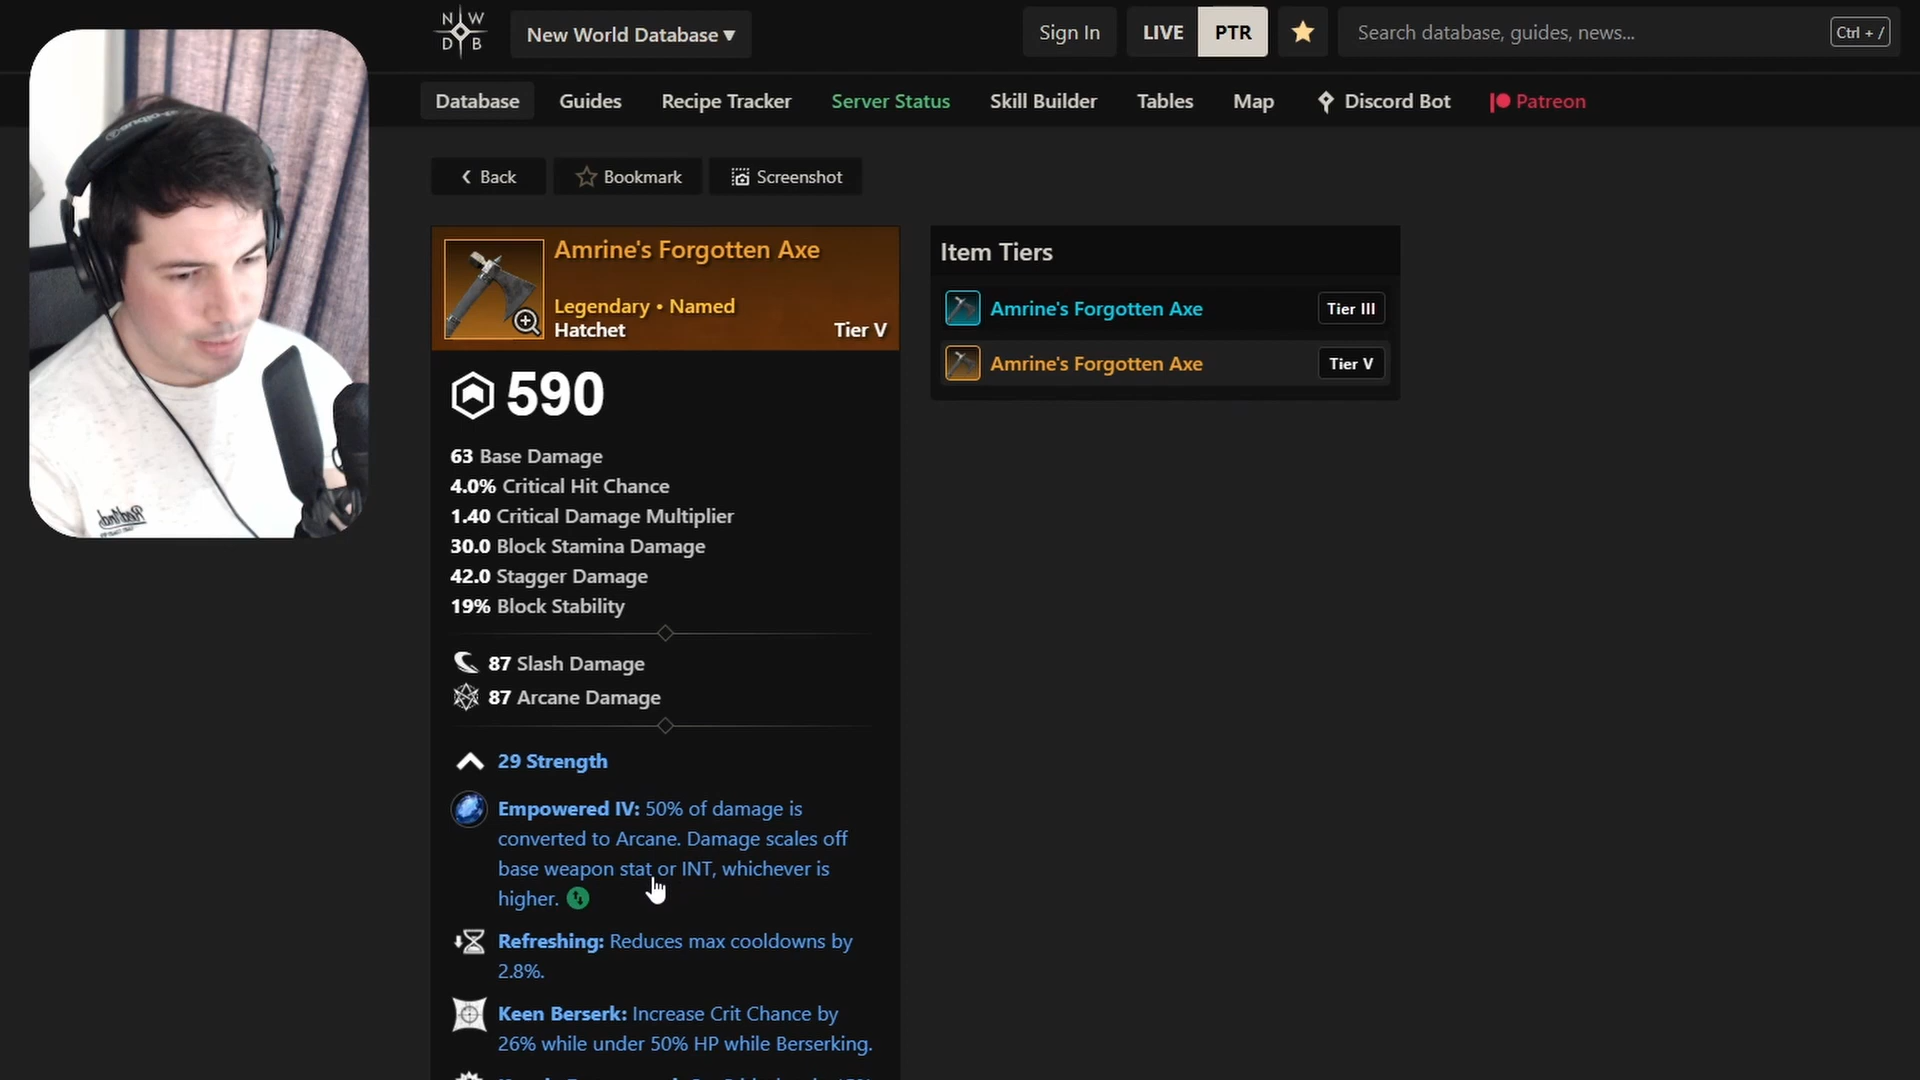 NW
DB
New World Database ▾
Sign In
LIVE
PTR
Search database, guides, news...
Ctrl + /
Database
Guides
Recipe Tracker
Server Status
Skill Builder
Tables
Map
Discord Bot
Patreon
Back
Bookmark
Screenshot
Amrine's Forgotten Axe
Legendary • Named
Hatchet
Tier V
590
63 Base Damage
4.0% Critical Hit Chance
1.40 Critical Damage Multiplier
30.0 Block Stamina Damage
42.0 Stagger Damage
19% Block Stability
87 Slash Damage
87 Arcane Damage
29 Strength
Empowered IV: 50% of damage is
converted to Arcane. Damage scales off
base weapon stat or INT, whichever is
higher.
Refreshing: Reduces max cooldowns by
2.8%.
Keen Berserk: Increase Crit Chance by
26% while under 50% HP while Berserking.
Item Tiers
Amrine's Forgotten Axe
Tier III
Amrine's Forgotten Axe
Tier V